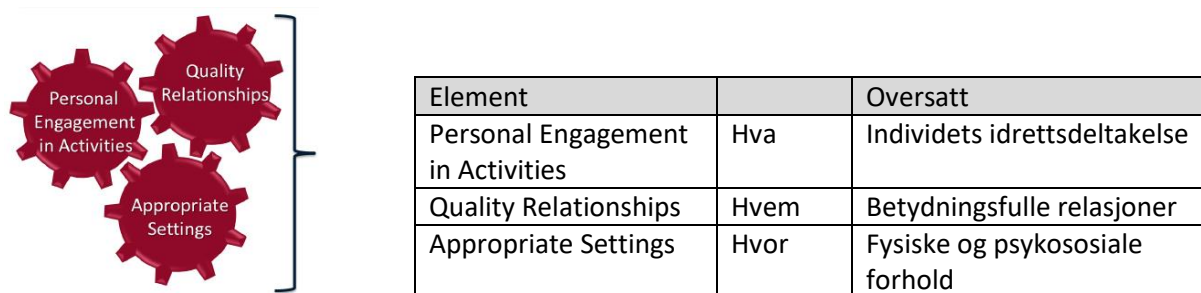 Quality
Relationships
Personal
Engagement
in Activities
Appropriate
Settings
Element Oversatt
Personal Engagement Hva Individets idrettsdeltakelse
in Activities
Quality Relationships Hvem Betydningsfulle relasjoner
Appropriate Settings Hvor Fysiske og psykososiale
forhold